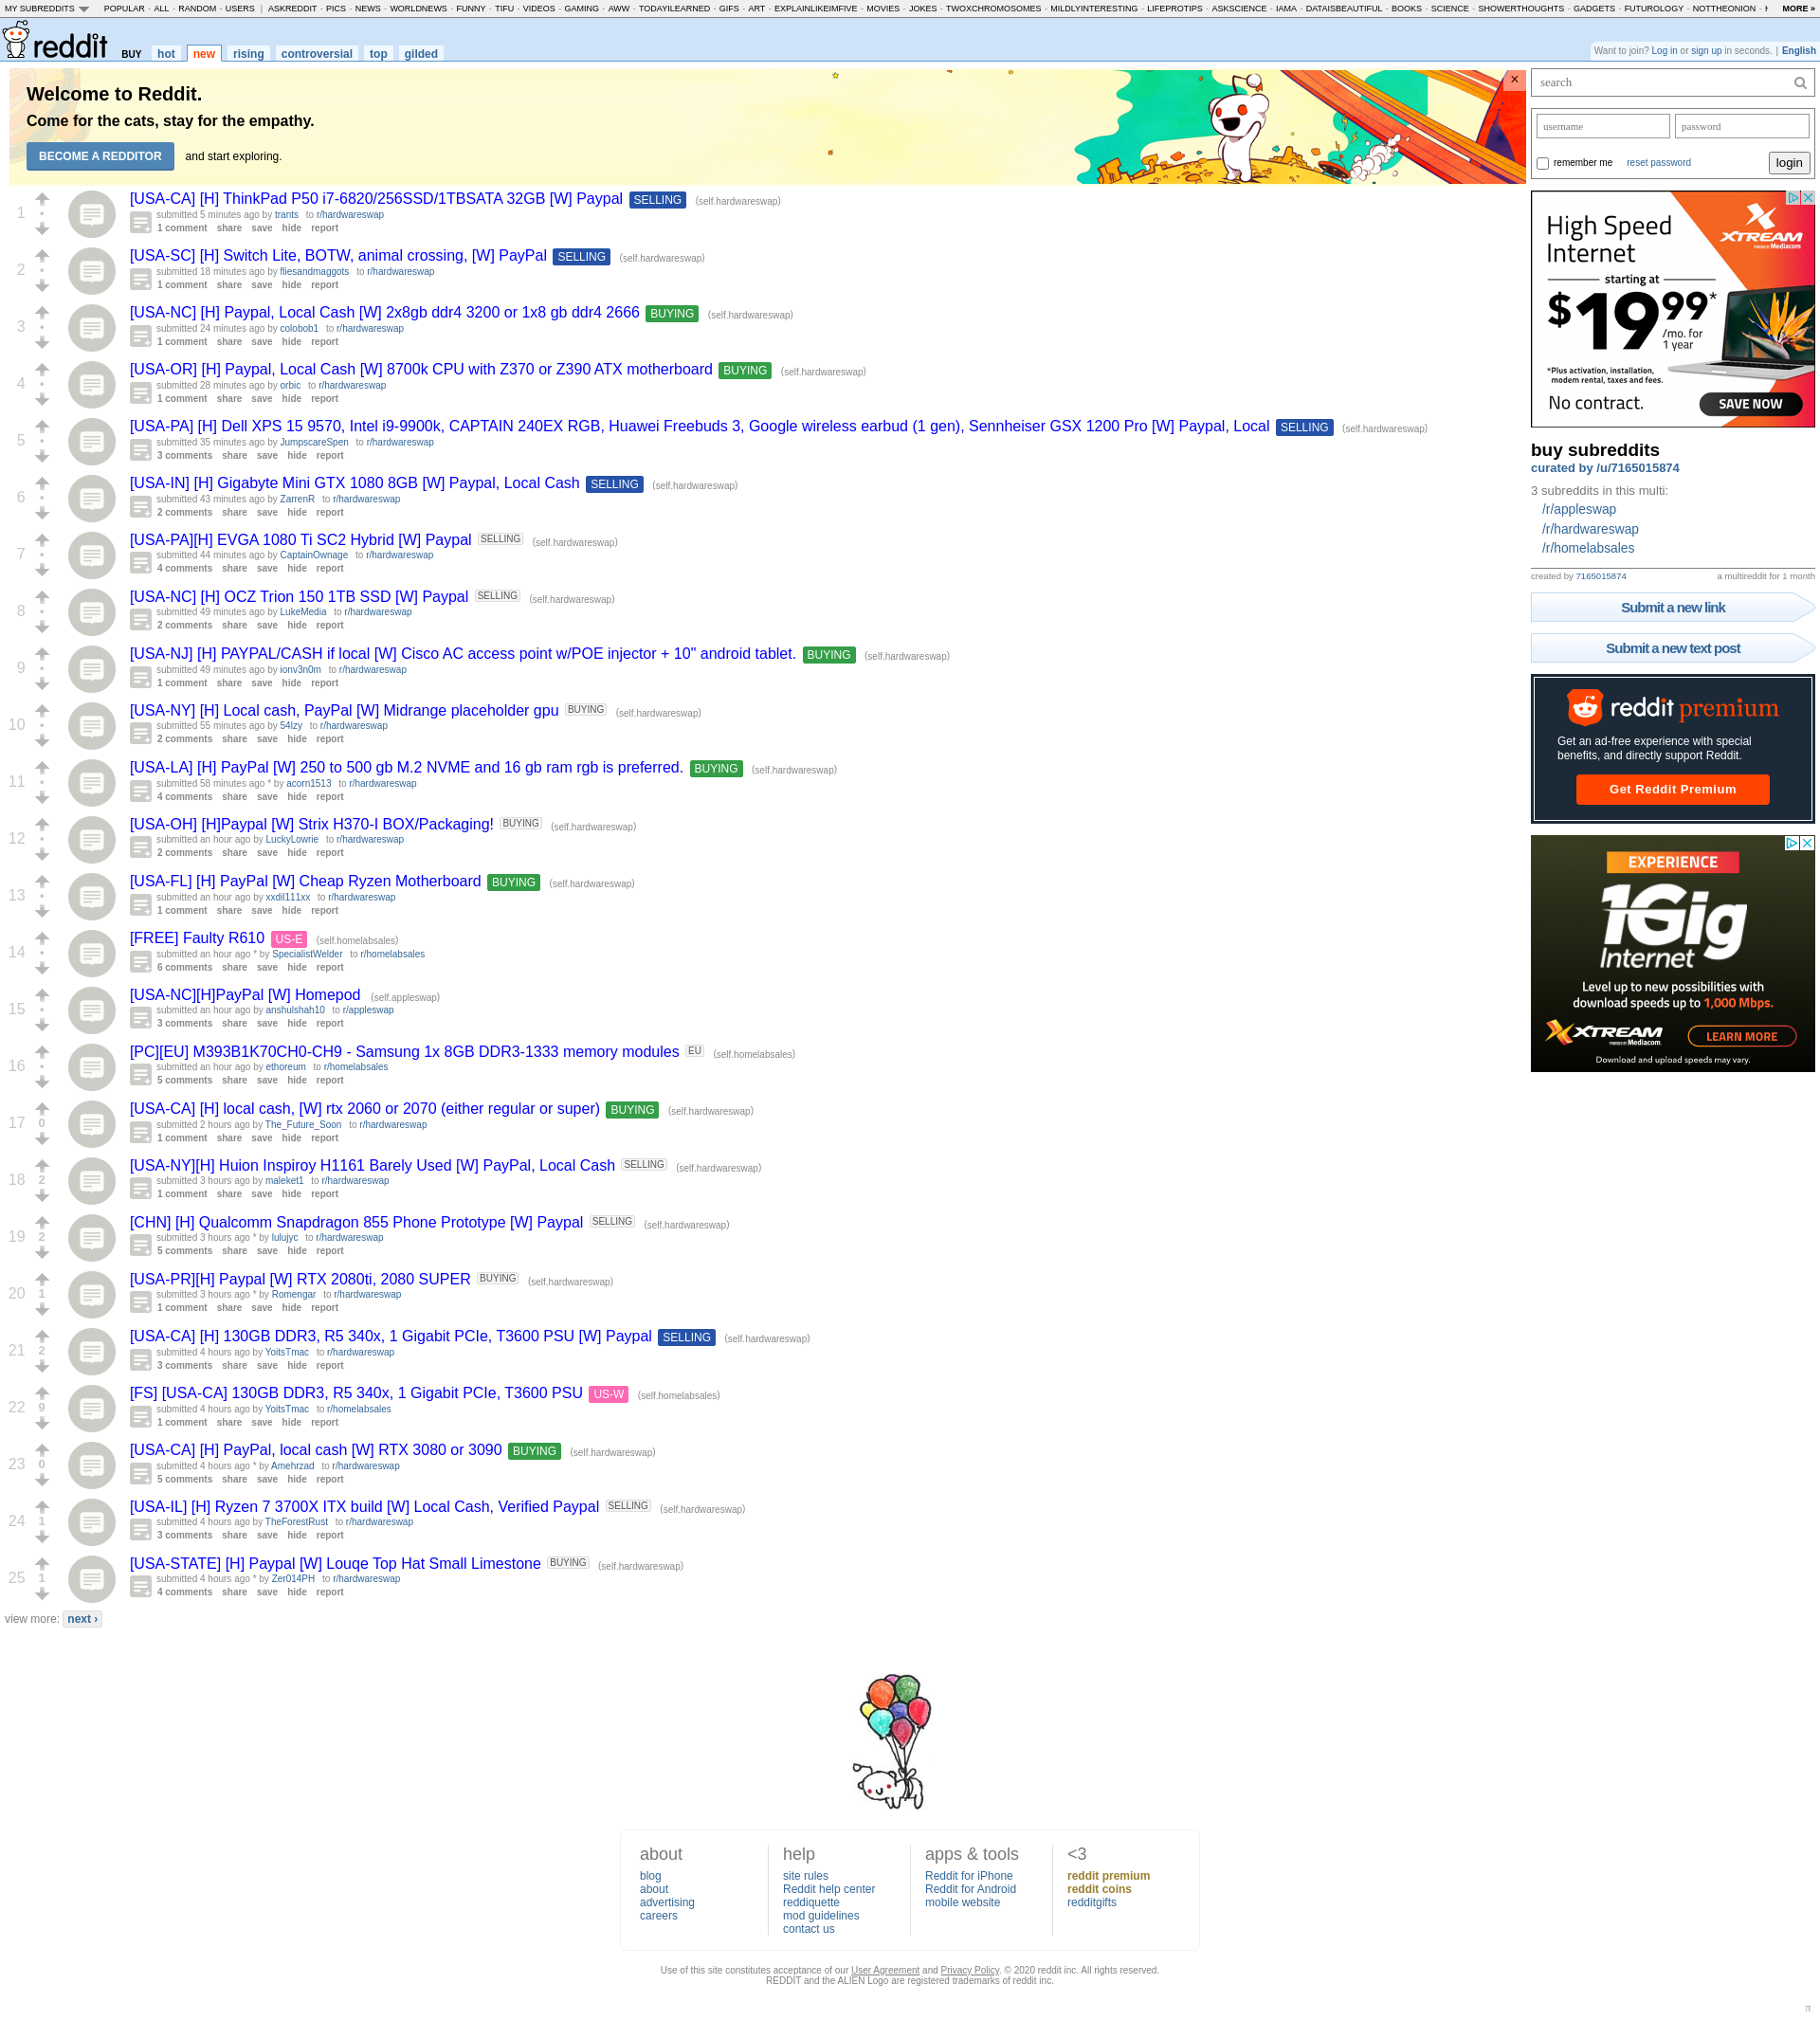 MY SUBREDDITS POPULAR - ALL - RANDOM - USERS | ASKREDDIT - PICS - NEWS - WORLDNEWS - FUNNY - TIFU - VIDEOS - GAMING - AWW - TODAYILEARNED - GIFS - ART - EXPLAINLIKEIMFIVE - MOVIES - JOKES - TWOXCHROMOSOMES - MILDLYINTERESTING - LIFEPROTIPS - ASKSCIENCE - IAMA - DATAISBEAUTIFUL - BOOKS - SCIENCE - SHOWERTHOUGHTS - GADGETS - FUTUROLOGY - NOTTHEONION - MORE »
reddit BUY hot new rising controversial top gilded
Want to join? Log in or sign up in seconds. | English
Welcome to Reddit.
Come for the cats, stay for the empathy.
BECOME A REDDITOR and start exploring.
1 [USA-CA] [H] ThinkPad P50 i7-6820/256SSD/1TBSATA 32GB [W] Paypal SELLING (self.hardwareswap)
submitted 5 minutes ago by trants to r/hardwareswap
1 comment share save hide report
2 [USA-SC] [H] Switch Lite, BOTW, animal crossing, [W] PayPal SELLING (self.hardwareswap)
submitted 18 minutes ago by fliesandmaggots to r/hardwareswap
1 comment share save hide report
3 [USA-NC] [H] Paypal, Local Cash [W] 2x8gb ddr4 3200 or 1x8 gb ddr4 2666 BUYING (self.hardwareswap)
submitted 24 minutes ago by colobob1 to r/hardwareswap
1 comment share save hide report
4 [USA-OR] [H] Paypal, Local Cash [W] 8700k CPU with Z370 or Z390 ATX motherboard BUYING (self.hardwareswap)
submitted 28 minutes ago by orbic to r/hardwareswap
1 comment share save hide report
5 [USA-PA] [H] Dell XPS 15 9570, Intel i9-9900k, CAPTAIN 240EX RGB, Huawei Freebuds 3, Google wireless earbud (1 gen), Sennheiser GSX 1200 Pro [W] Paypal, Local SELLING (self.hardwareswap)
submitted 35 minutes ago by JumpscareSpen to r/hardwareswap
3 comments share save hide report
6 [USA-IN] [H] Gigabyte Mini GTX 1080 8GB [W] Paypal, Local Cash SELLING (self.hardwareswap)
submitted 43 minutes ago by ZarrenR to r/hardwareswap
2 comments share save hide report
7 [USA-PA][H] EVGA 1080 Ti SC2 Hybrid [W] Paypal SELLING (self.hardwareswap)
submitted 44 minutes ago by CaptainOwnage to r/hardwareswap
4 comments share save hide report
8 [USA-NC] [H] OCZ Trion 150 1TB SSD [W] Paypal SELLING (self.hardwareswap)
submitted 49 minutes ago by LukeMedia to r/hardwareswap
2 comments share save hide report
9 [USA-NJ] [H] PAYPAL/CASH if local [W] Cisco AC access point w/POE injector + 10" android tablet. BUYING (self.hardwareswap)
submitted 49 minutes ago by ionv3n0m to r/hardwareswap
1 comment share save hide report
10 [USA-NY] [H] Local cash, PayPal [W] Midrange placeholder gpu BUYING (self.hardwareswap)
submitted 55 minutes ago by 54lzy to r/hardwareswap
2 comments share save hide report
11 [USA-LA] [H] PayPal [W] 250 to 500 gb M.2 NVME and 16 gb ram rgb is preferred. BUYING (self.hardwareswap)
submitted 58 minutes ago * by acorn1513 to r/hardwareswap
4 comments share save hide report
12 [USA-OH] [H]Paypal [W] Strix H370-I BOX/Packaging! BUYING (self.hardwareswap)
submitted an hour ago by LuckyLowrie to r/hardwareswap
2 comments share save hide report
13 [USA-FL] [H] PayPal [W] Cheap Ryzen Motherboard BUYING (self.hardwareswap)
submitted an hour ago by xxdil111xx to r/hardwareswap
1 comment share save hide report
14 [FREE] Faulty R610 US-E (self.homelabsales)
submitted an hour ago * by SpecialistWelder to r/homelabsales
6 comments share save hide report
15 [USA-NC][H]PayPal [W] Homepod (self.appleswap)
submitted an hour ago by anshulshah10 to r/appleswap
3 comments share save hide report
16 [PC][EU] M393B1K70CH0-CH9 - Samsung 1x 8GB DDR3-1333 memory modules EU (self.homelabsales)
submitted an hour ago by ethoreum to r/homelabsales
5 comments share save hide report
17 0 [USA-CA] [H] local cash, [W] rtx 2060 or 2070 (either regular or super) BUYING (self.hardwareswap)
submitted 2 hours ago by The_Future_Soon to r/hardwareswap
1 comment share save hide report
18 2 [USA-NY][H] Huion Inspiroy H1161 Barely Used [W] PayPal, Local Cash SELLING (self.hardwareswap)
submitted 3 hours ago by maleket1 to r/hardwareswap
1 comment share save hide report
19 2 [CHN] [H] Qualcomm Snapdragon 855 Phone Prototype [W] Paypal SELLING (self.hardwareswap)
submitted 3 hours ago * by lulujyc to r/hardwareswap
5 comments share save hide report
20 1 [USA-PR][H] Paypal [W] RTX 2080ti, 2080 SUPER BUYING (self.hardwareswap)
submitted 3 hours ago * by Romengar to r/hardwareswap
1 comment share save hide report
21 2 [USA-CA] [H] 130GB DDR3, R5 340x, 1 Gigabit PCIe, T3600 PSU [W] Paypal SELLING (self.hardwareswap)
submitted 4 hours ago by YoitsTmac to r/hardwareswap
3 comments share save hide report
22 9 [FS] [USA-CA] 130GB DDR3, R5 340x, 1 Gigabit PCIe, T3600 PSU US-W (self.homelabsales)
submitted 4 hours ago by YoitsTmac to r/homelabsales
1 comment share save hide report
23 0 [USA-CA] [H] PayPal, local cash [W] RTX 3080 or 3090 BUYING (self.hardwareswap)
submitted 4 hours ago * by Amehrzad to r/hardwareswap
5 comments share save hide report
24 1 [USA-IL] [H] Ryzen 7 3700X ITX build [W] Local Cash, Verified Paypal SELLING (self.hardwareswap)
submitted 4 hours ago by TheForestRust to r/hardwareswap
3 comments share save hide report
25 1 [USA-STATE] [H] Paypal [W] Louqe Top Hat Small Limestone BUYING (self.hardwareswap)
submitted 4 hours ago * by Zer014PH to r/hardwareswap
4 comments share save hide report
view more: next ›
search
username password
remember me reset password login
High Speed
Internet
XTREAM
POWERED BY Mediacom
starting at
$19 99*
/mo. for
1 year
*Plus activation, installation,
modem rental, taxes and fees.
No contract. SAVE NOW
buy subreddits
curated by /u/7165015874
3 subreddits in this multi:
/r/appleswap
/r/hardwareswap
/r/homelabsales
created by 7165015874 a multireddit for 1 month
Submit a new link
Submit a new text post
reddit premium
Get an ad-free experience with special
benefits, and directly support Reddit.
Get Reddit Premium
EXPERIENCE
1Gig
Internet
Level up to new possibilities with
download speeds up to 1,000 Mbps.
XTREAM POWERED BY Mediacom LEARN MORE
Download and upload speeds may vary.
about
blog
about
advertising
careers
help
site rules
Reddit help center
reddiquette
mod guidelines
contact us
apps & tools
Reddit for iPhone
Reddit for Android
mobile website
<3
reddit premium
reddit coins
redditgifts
Use of this site constitutes acceptance of our User Agreement and Privacy Policy. © 2020 reddit inc. All rights reserved.
REDDIT and the ALIEN Logo are registered trademarks of reddit inc.
π